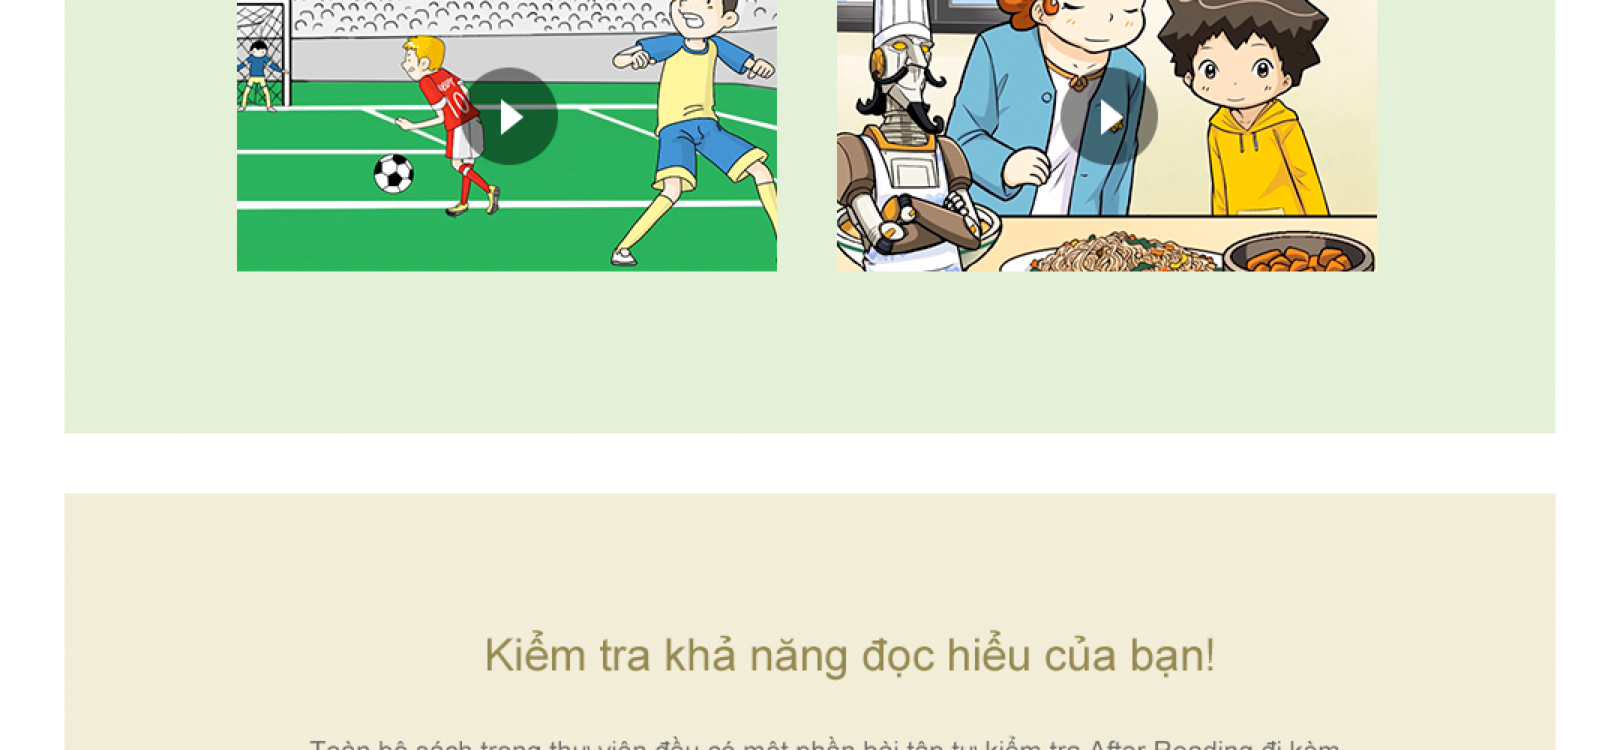 10
Kiểm tra khả năng đọc hiểu của bạn!
Toàn bộ sách trong thư viện đều có một phần bài tập tự kiểm tra After Reading đi kèm